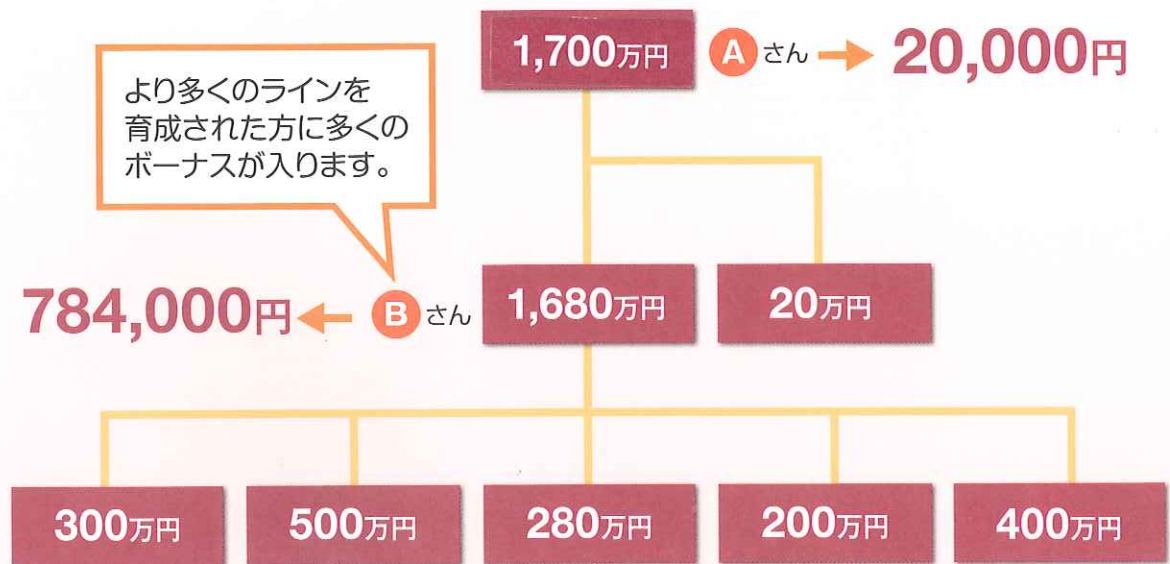 1,700万円 Aさん 20,000円
より多くのラインを
育成された方に多くの
ボーナスが入ります。
784,000円 Bさん 1,680万円 20万円
300万円 500万円 280万円 200万円 400万円